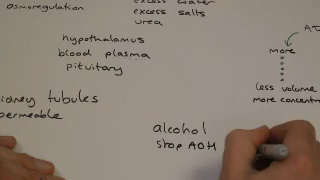 osmoregulation
excess water
excess salts
urea
hypothalamus
blood plasma
pituitary
more
less volume
more concent
kidney tubules
permeable
alcohol
stop ADH